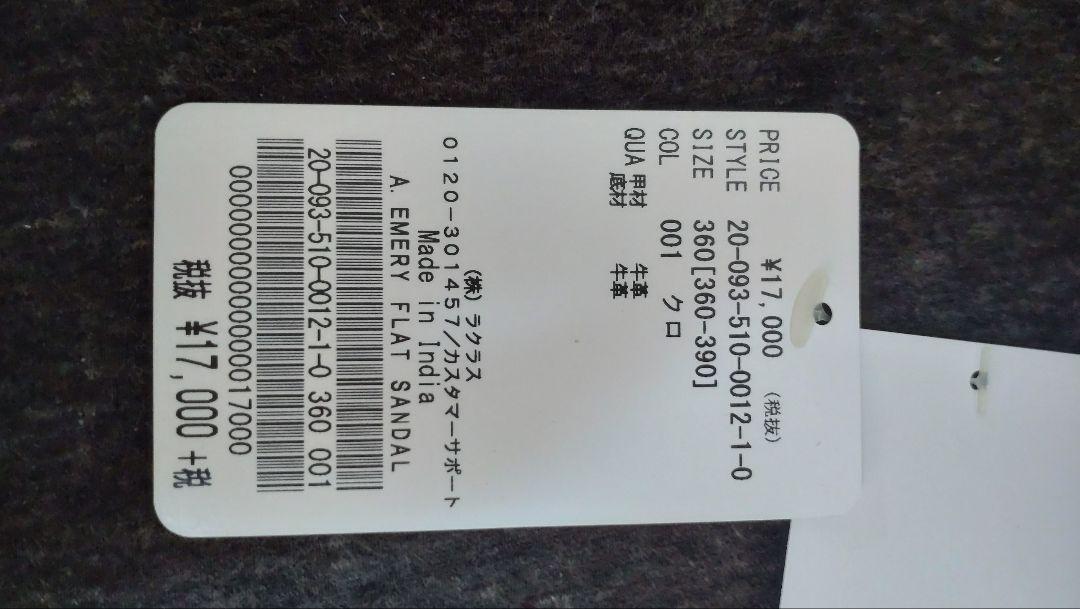 PRICE ¥17,000 (税抜)
STYLE 20-093-510-0012-1-0
SIZE 360[360-390]
COL 001 クロ
QUA 甲材 牛革
底材 牛革
(株)ラクラス
0120-301457/カスタマーサポート
Made in India
A. EMERY FLAT SANDAL
20-093-510-0012-1-0 360 001
0000000000000000017000
税抜 ¥17,000+税